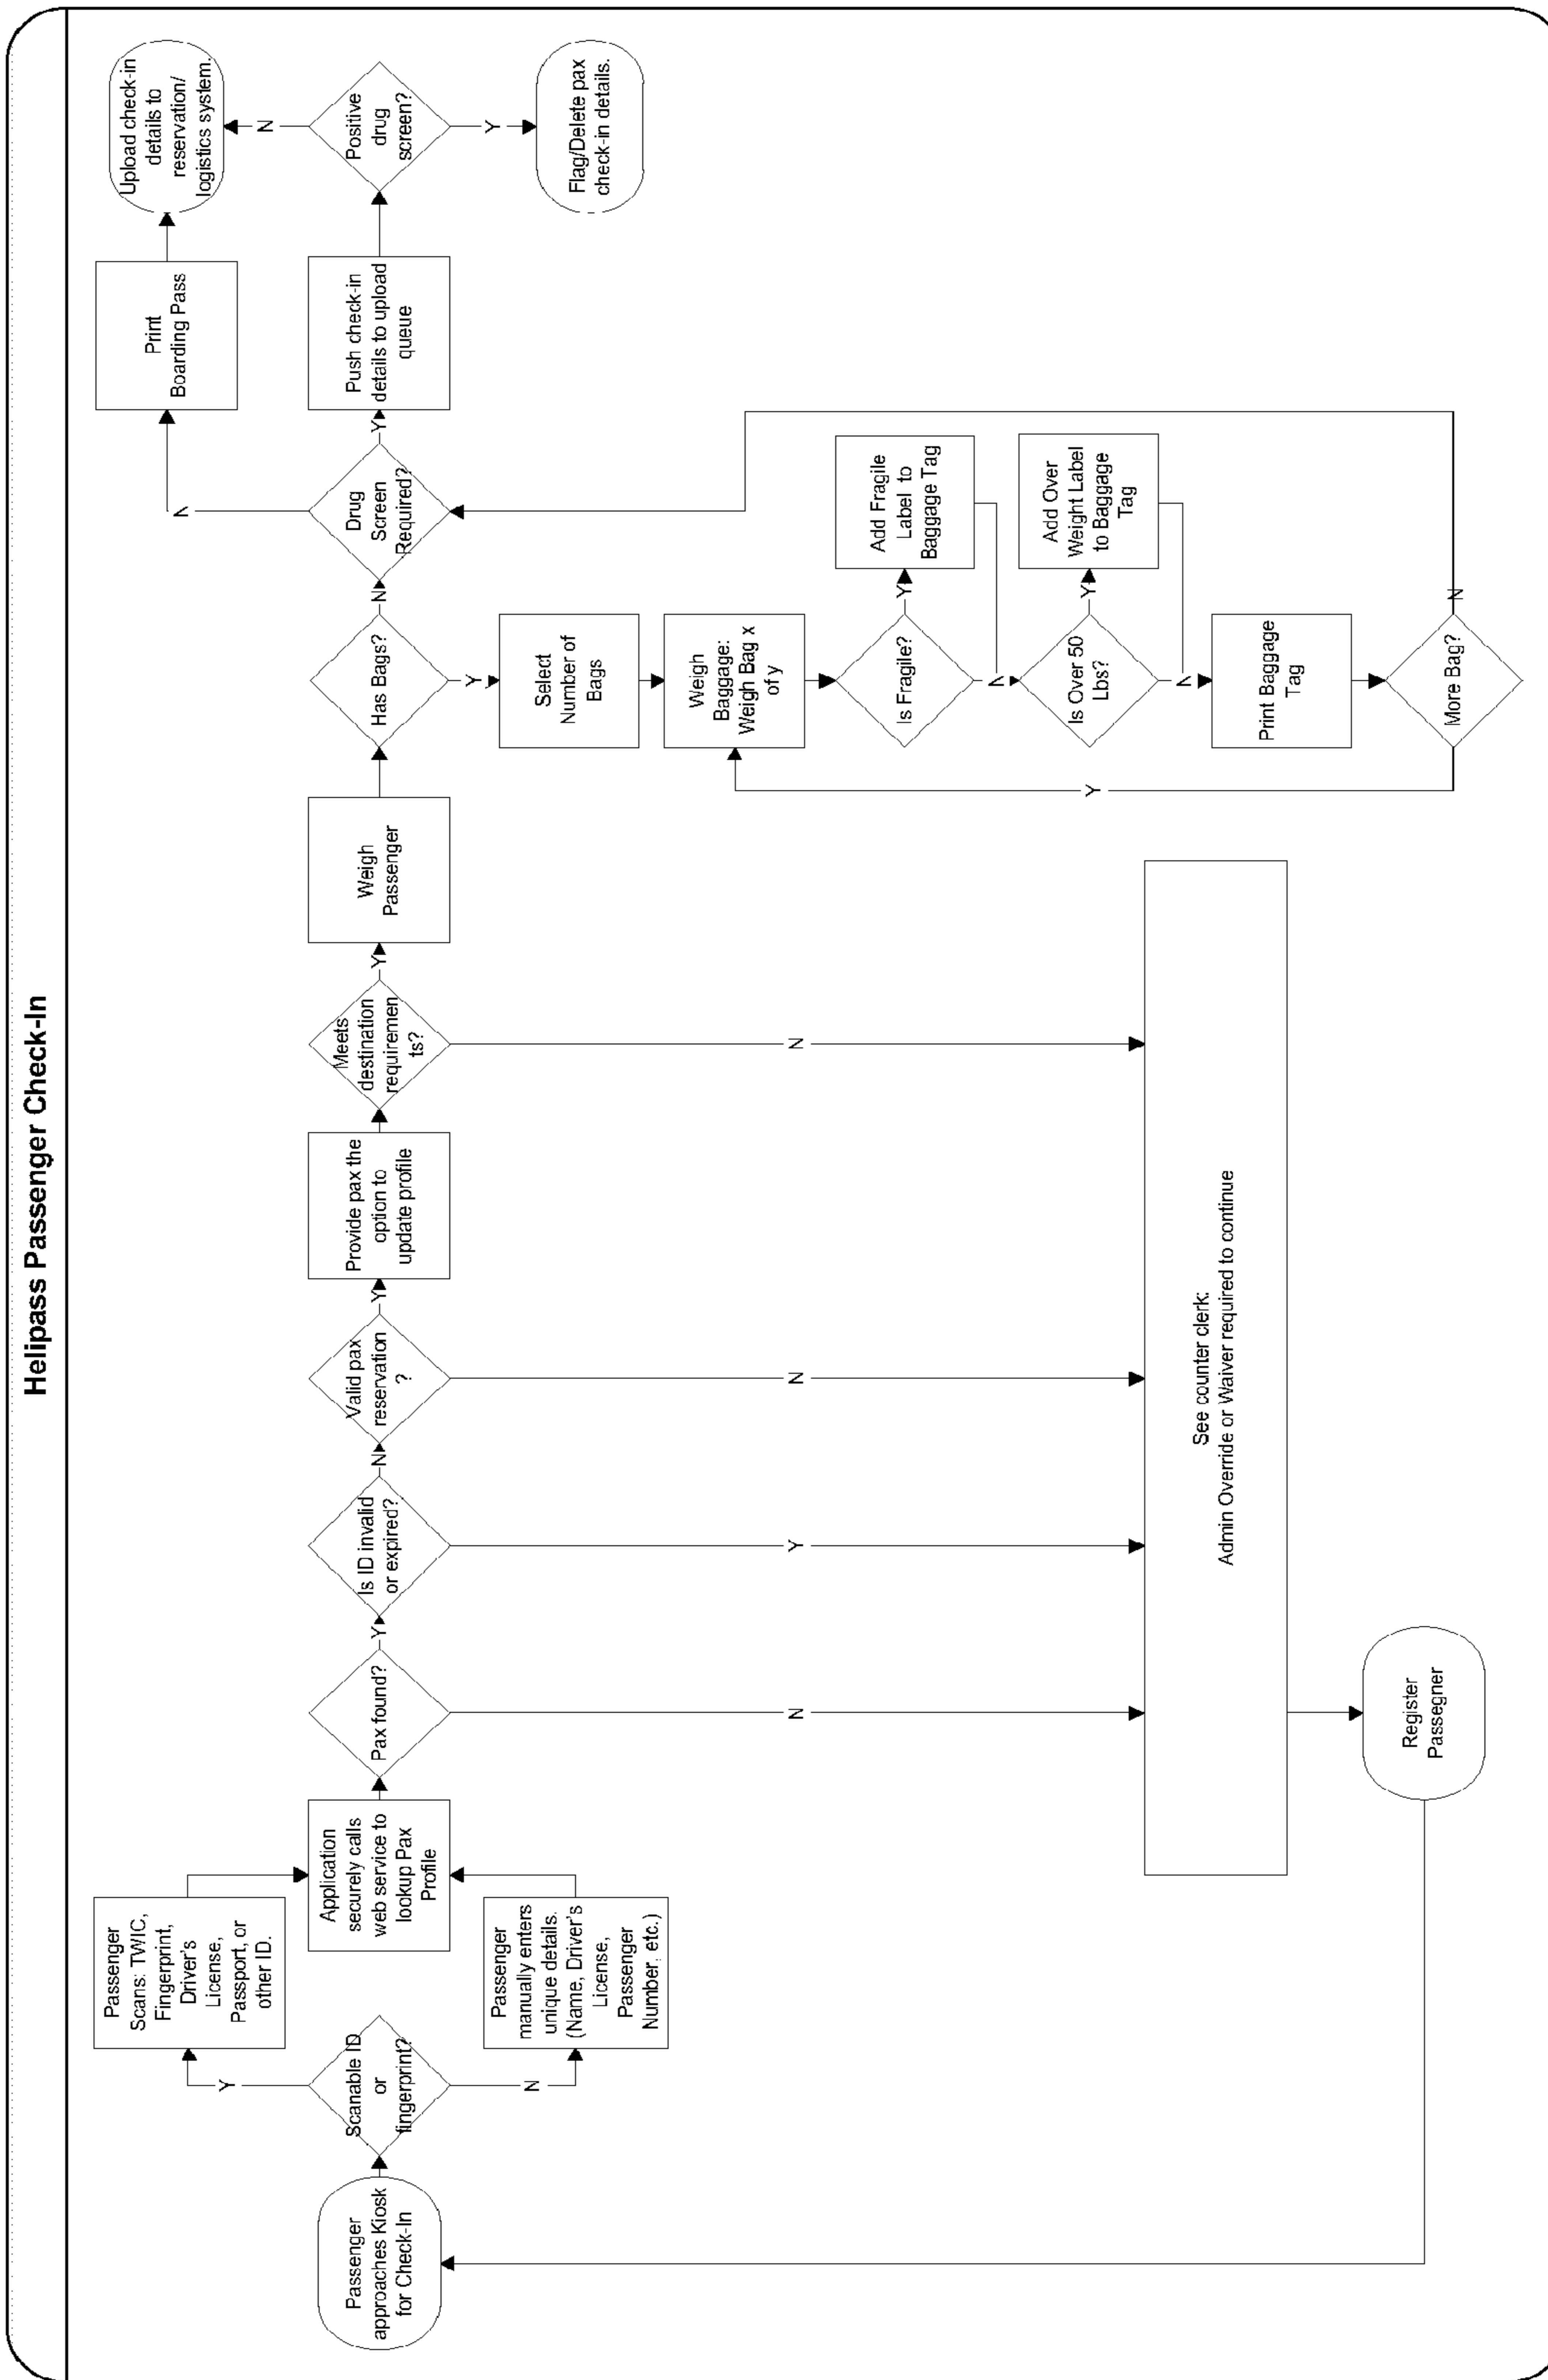 Helipass Passenger Check-In
Passenger
approaches Kiosk
for Check-In
Scanable ID
or
fingerprint?
Y
N
Passenger
Scans: TWIC,
Fingerprint,
Driver's
License,
Passport, or
other ID.
Passenger
manually enters
unique details.
(Name, Driver's
License,
Passenger
Number, etc.)
Application
securely calls
web service to
lookup Pax
Profile
Pax found?
Y
N
Is ID invalid
or expired?
N
Y
Valid pax
reservation
?
Y
N
Provide pax the
option to
update profile
Meets
destination
requiremen
ts?
Y
N
See counter clerk:
Admin Override or Waiver required to continue
Register
Passegner
Weigh
Passenger
Has Bags?
N
Y
Select
Number of
Bags
Weigh
Baggage:
Weigh Bag x
of y
Is Fragile?
Y
N
Add Fragile
Label to
Baggage Tag
Is Over 50
Lbs?
Y
N
Add Over
Weight Label
to Baggage
Tag
Print Baggage
Tag
More Bag?
Y
N
Drug
Screen
Required?
N
Y
Print
Boarding Pass
Push check-in
details to upload
queue
Positive
drug
screen?
N
Y
Upload check-in
details to
reservation/
logistics system.
Flag/Delete pax
check-in details.